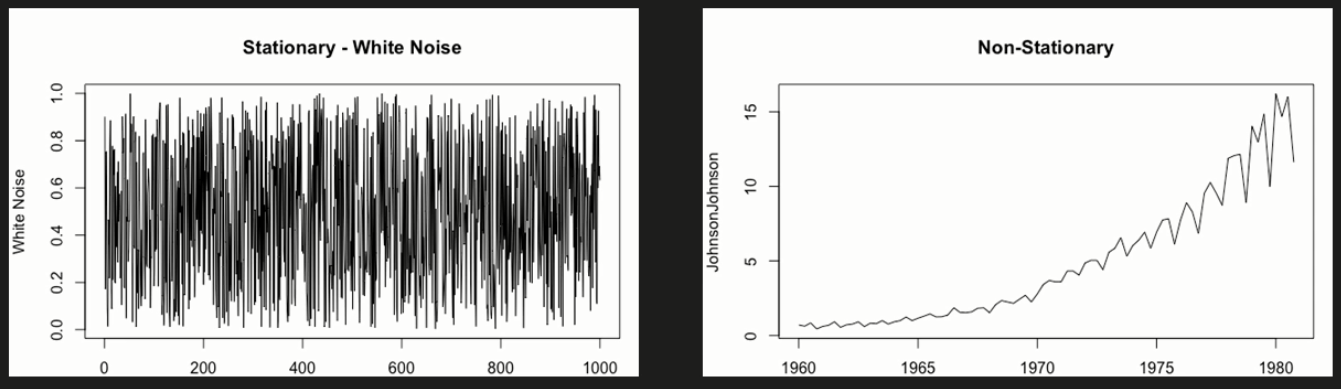 Stationary - White Noise
White Noise
0.0 0.2 0.4 0.6 0.8 1.0
0 200 400 600 800 1000
Non-Stationary
JohnsonJohnson
0 5 10 15
1960 1965 1970 1975 1980